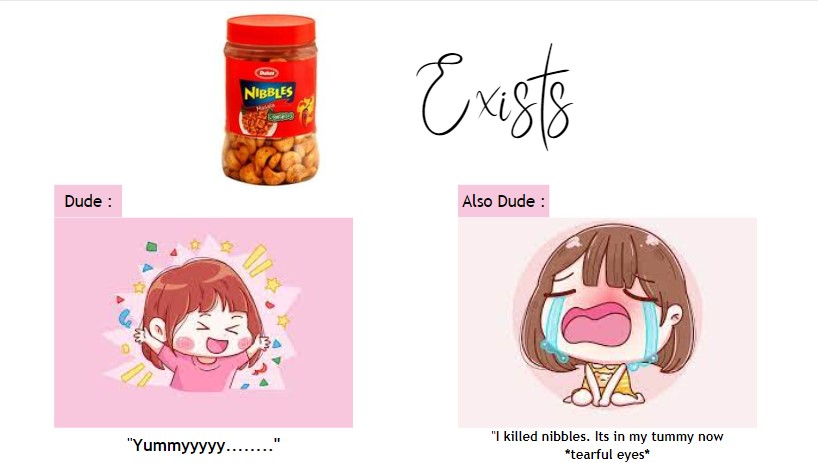 Dukes
NIBBLES
Masala
Exists
Dude :
Also Dude :
"Yummyyyyy........"
"I killed nibbles. Its in my tummy now
*tearful eyes*